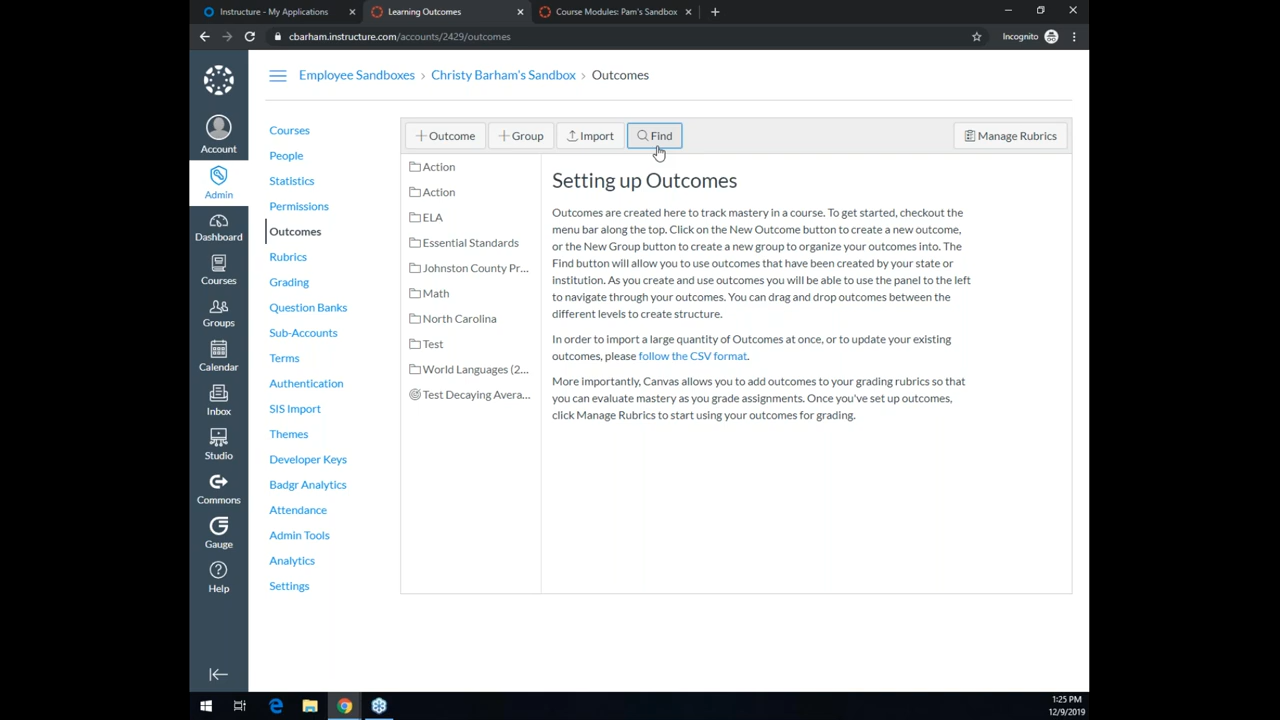 Instructure - My Applications
Learning Outcomes
Course Modules: Pam's Sandbox
cbarham.instructure.com/accounts/2429/outcomes
Incognito
Employee Sandboxes › Christy Barham's Sandbox › Outcomes
Account
Admin
Dashboard
Courses
Groups
Calendar
Inbox
Studio
Commons
Gauge
Help
Courses
People
Statistics
Permissions
Outcomes
Rubrics
Grading
Question Banks
Sub-Accounts
Terms
Authentication
SIS Import
Themes
Developer Keys
Badgr Analytics
Attendance
Admin Tools
Analytics
Settings
+ Outcome
+ Group
Import
Find
Manage Rubrics
Action
Action
ELA
Essential Standards
Johnston County Pr...
Math
North Carolina
Test
World Languages (2...
Test Decaying Avera...
Setting up Outcomes
Outcomes are created here to track mastery in a course. To get started, checkout the
menu bar along the top. Click on the New Outcome button to create a new outcome,
or the New Group button to create a new group to organize your outcomes into. The
Find button will allow you to use outcomes that have been created by your state or
institution. As you create and use outcomes you will be able to use the panel to the left
to navigate through your outcomes. You can drag and drop outcomes between the
different levels to create structure.
In order to import a large quantity of Outcomes at once, or to update your existing
outcomes, please follow the CSV format.
More importantly, Canvas allows you to add outcomes to your grading rubrics so that
you can evaluate mastery as you grade assignments. Once you've set up outcomes,
click Manage Rubrics to start using your outcomes for grading.
1:25 PM
12/9/2019